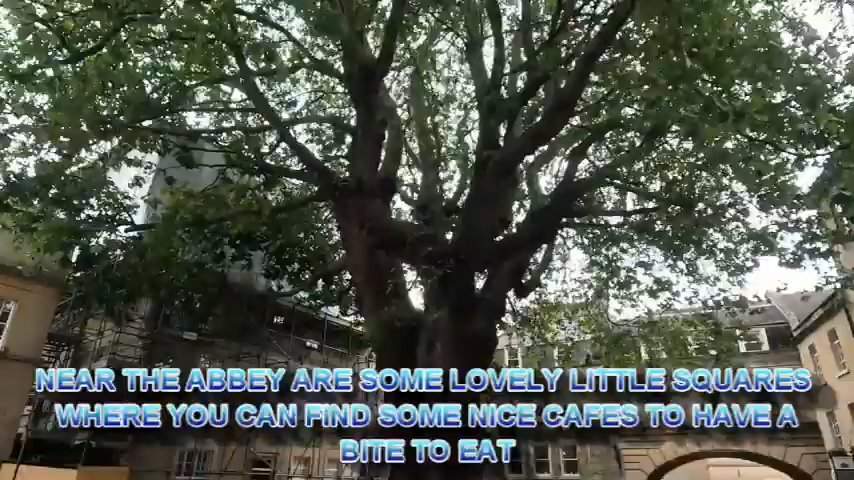 NEAR THE ABBEY ARE SOME LOVELY LITTLE SQUARES
WHERE YOU CAN FIND SOME NICE CAFES TO HAVE A
BITE TO EAT